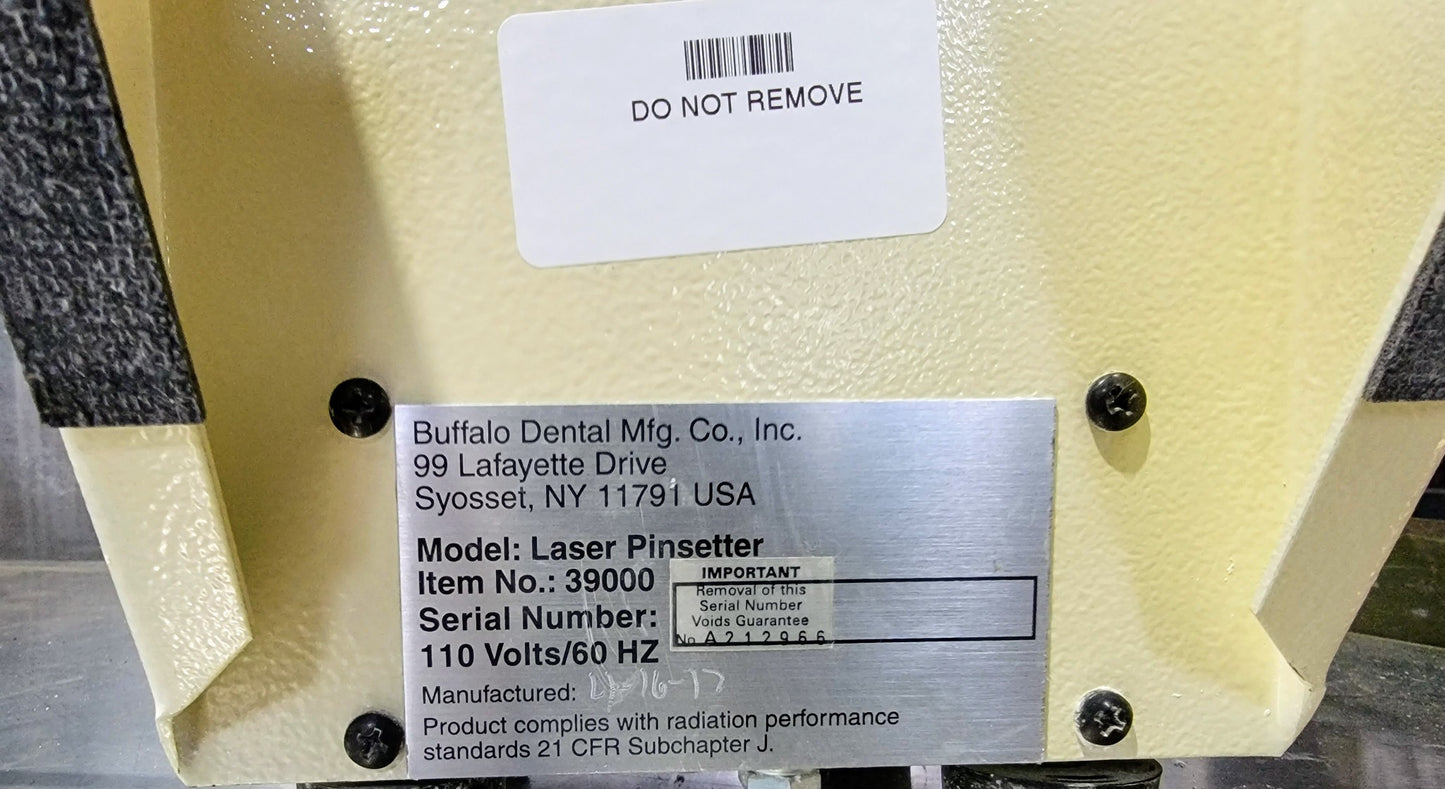 DO NOT REMOVE
Buffalo Dental Mfg. Co., Inc.
99 Lafayette Drive
Syosset, NY 11791 USA
Model: Laser Pinsetter
Item No.: 39000
IMPORTANT
Removal of this
Serial Number
Voids Guarantee
No A212966
Serial Number:
110 Volts/60 HZ
Manufactured:
Product complies with radiation performance
standards 21 CFR Subchapter J.